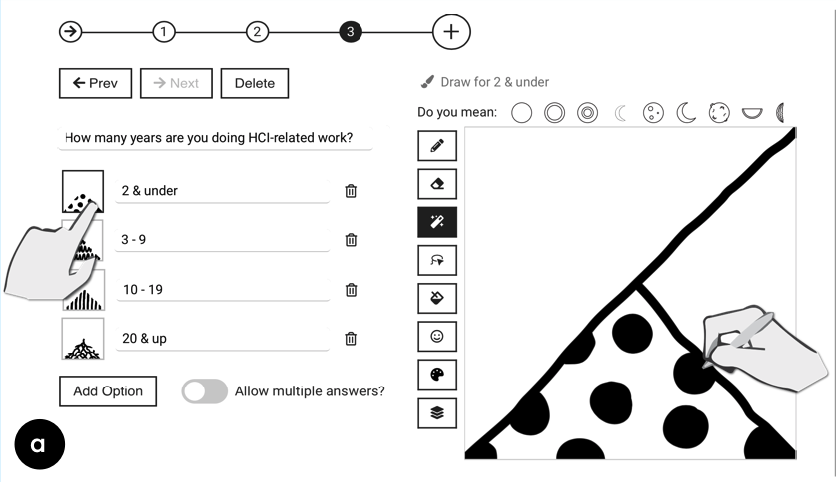 1 2 3
Prev Next Delete
Draw for 2 & under
Do you mean:
How many years are you doing HCI-related work?
2 & under
3 - 9
10 - 19
20 & up
Add Option Allow multiple answers?
a